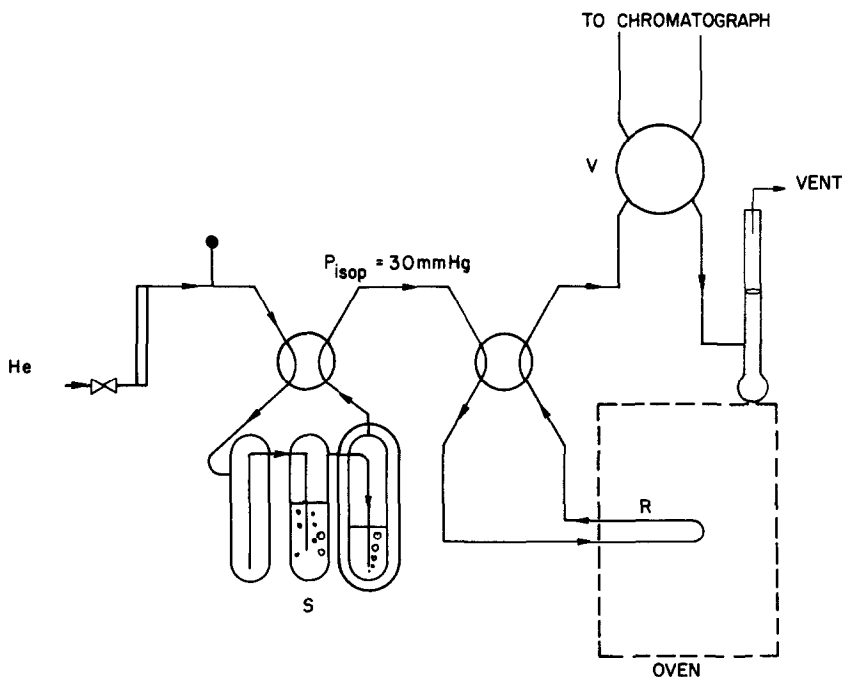 TO CHROMATOGRAPH
V
VENT
P_isop = 30 mmHg
He
R
S
OVEN